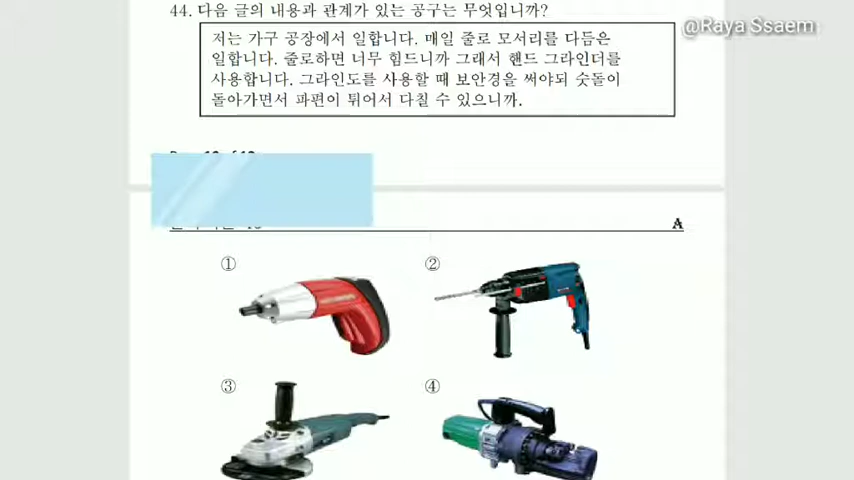 44. 다음 글의 내용과 관계가 있는 공구는 무엇입니까?
@Raya Ssaem
저는 가구 공장에서 일합니다. 매일 줄로 모서리를 다듬은
일합니다. 줄로하면 너무 힘드니까 그래서 핸드 그라인더를
사용합니다. 그라인도를 사용할 때 보안경을 써야되 숫돌이
돌아가면서 파편이 튀어서 다칠 수 있으니까.
A
①
②
③
④